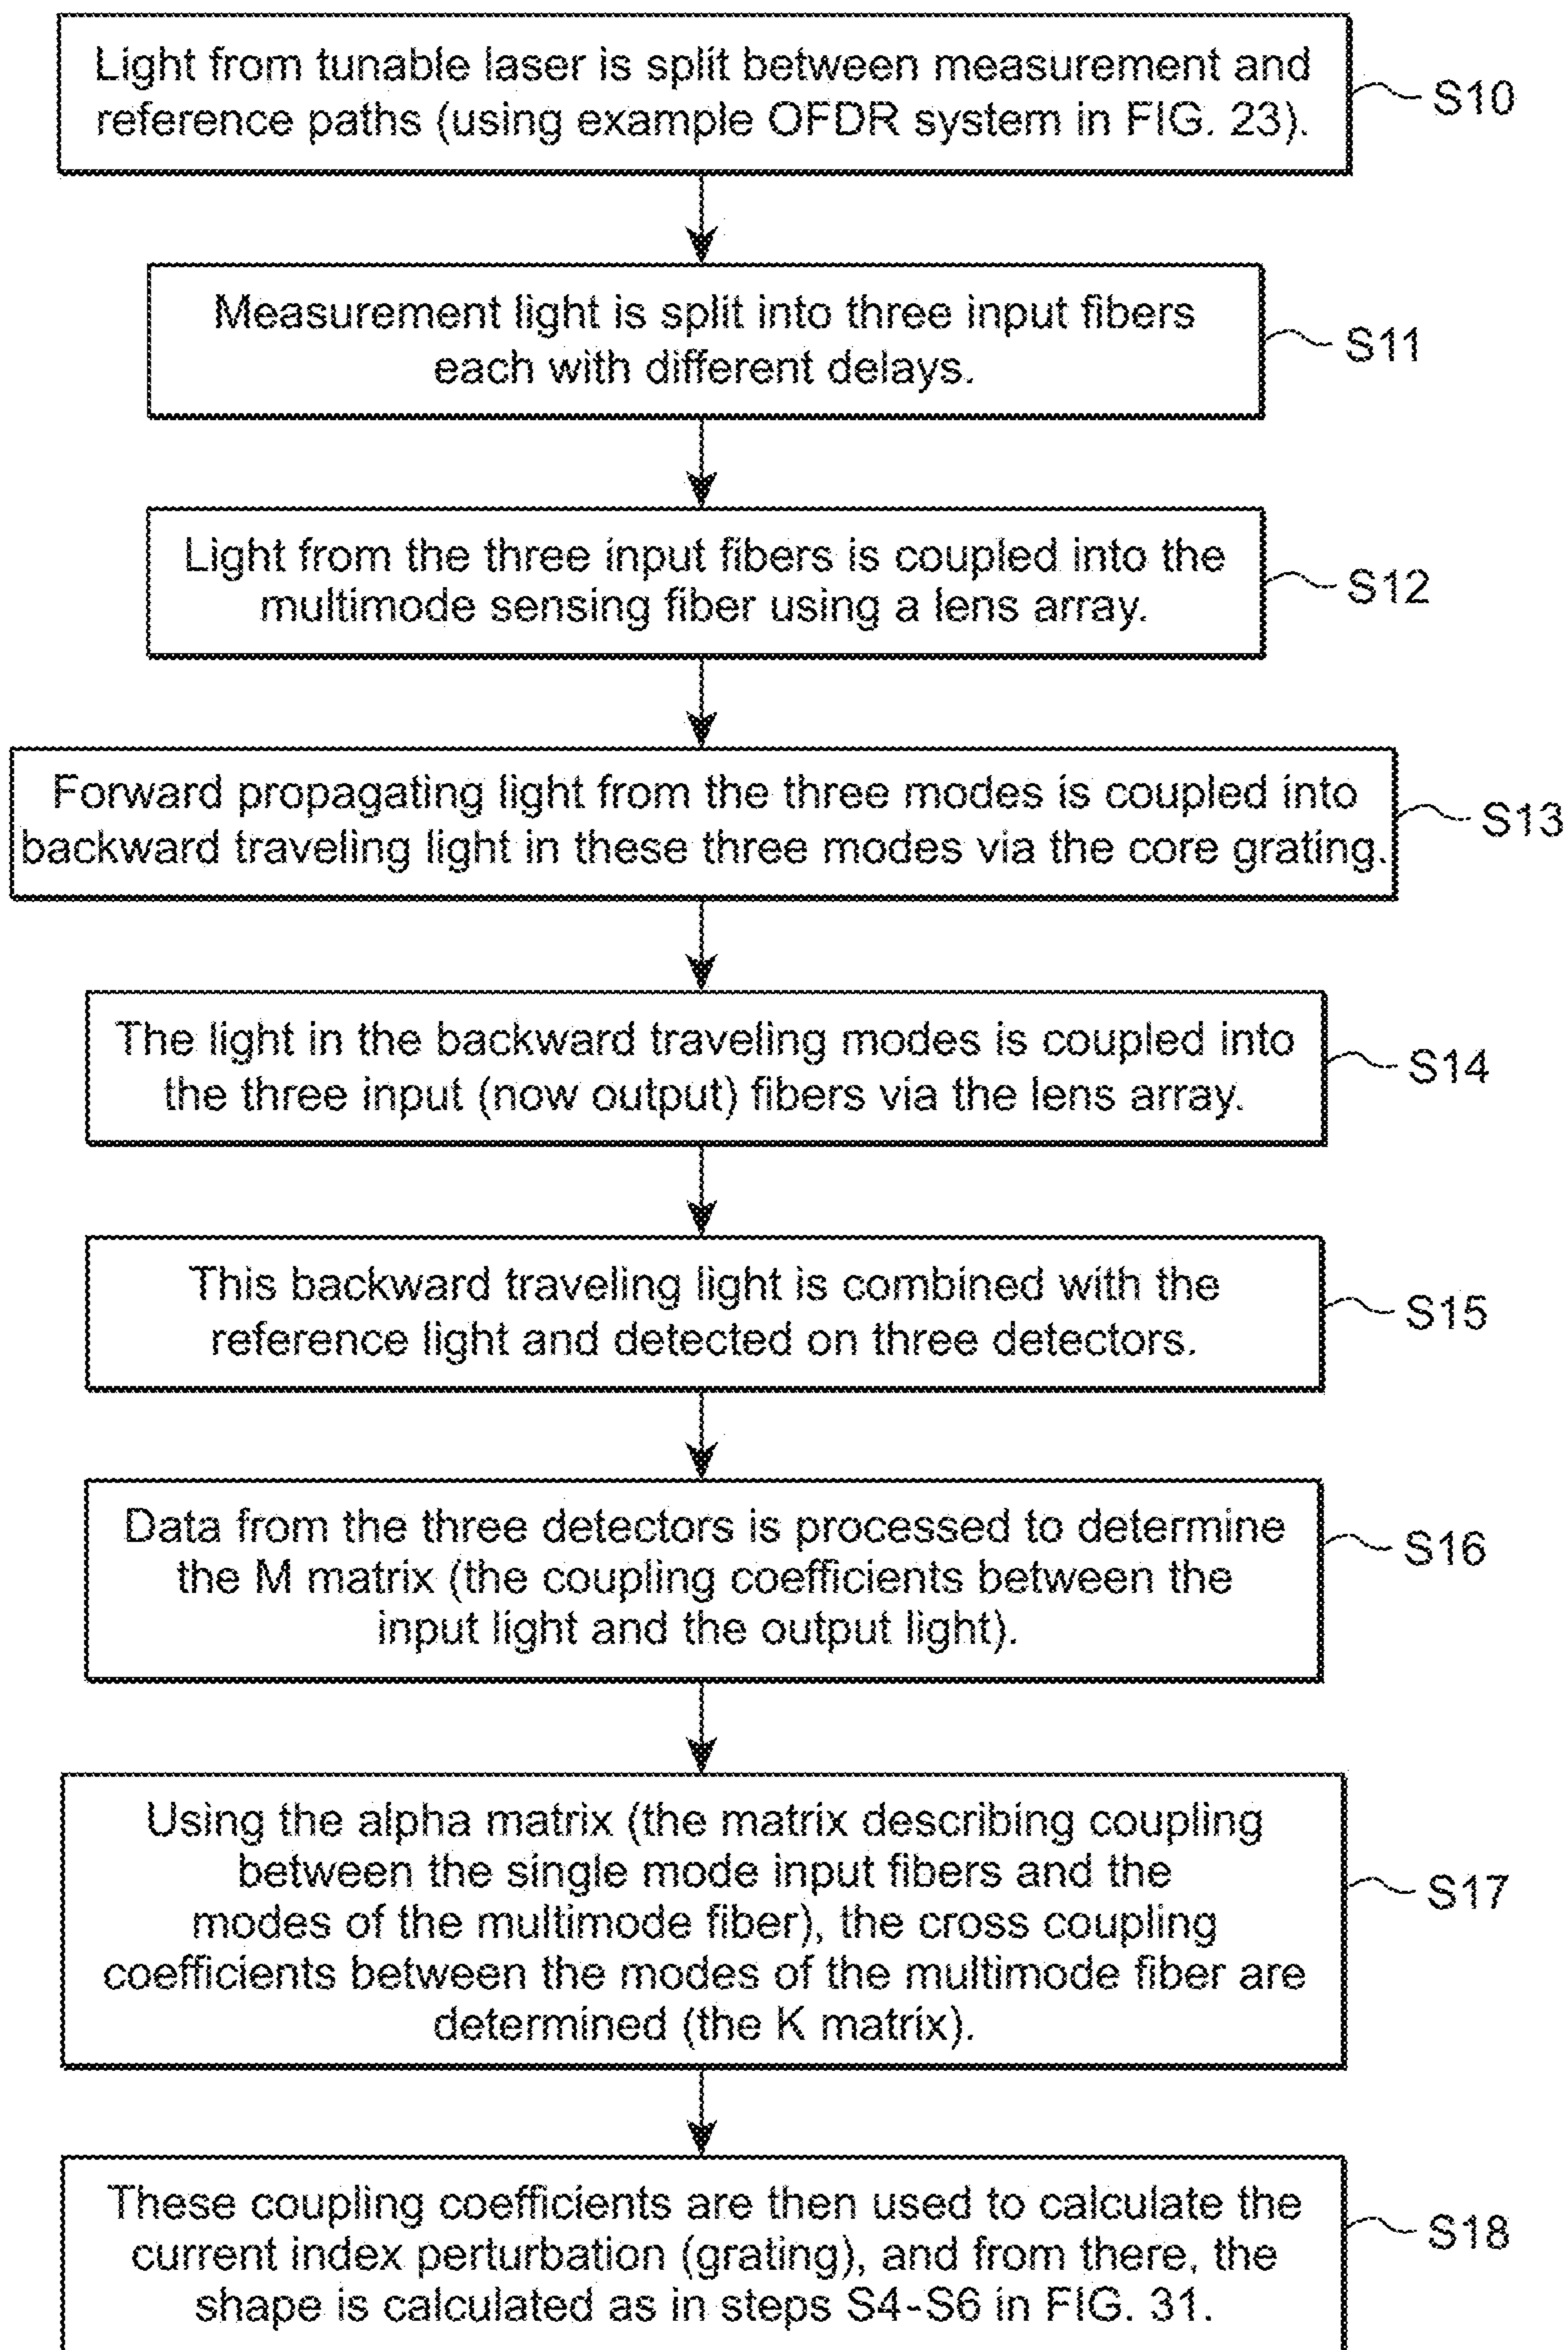 Light from tunable laser is split between measurement and
reference paths (using example OFDR system in FIG. 23).
S10
Measurement light is split into three input fibers
each with different delays.
S11
Light from the three input fibers is coupled into the
multimode sensing fiber using a lens array.
S12
Forward propagating light from the three modes is coupled into
backward traveling light in these three modes via the core grating.
S13
The light in the backward traveling modes is coupled into
the three input (now output) fibers via the lens array.
S14
This backward traveling light is combined with the
reference light and detected on three detectors.
S15
Data from the three detectors is processed to determine
the M matrix (the coupling coefficients between the
input light and the output light).
S16
Using the alpha matrix (the matrix describing coupling
between the single mode input fibers and the
modes of the multimode fiber), the cross coupling
coefficients between the modes of the multimode fiber are
determined (the K matrix).
S17
These coupling coefficients are then used to calculate the
current index perturbation (grating), and from there, the
shape is calculated as in steps S4-S6 in FIG. 31.
S18